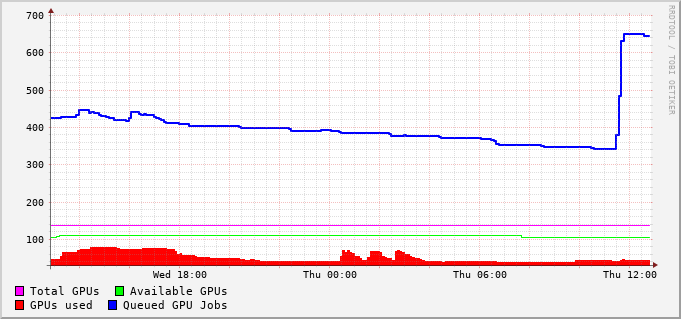 700
600
500
400
300
200
100
Wed 18:00 Thu 00:00 Thu 06:00 Thu 12:00
Total GPUs Available GPUs
GPUs used Queued GPU Jobs
RRDTOOL / TOBI OETIKER